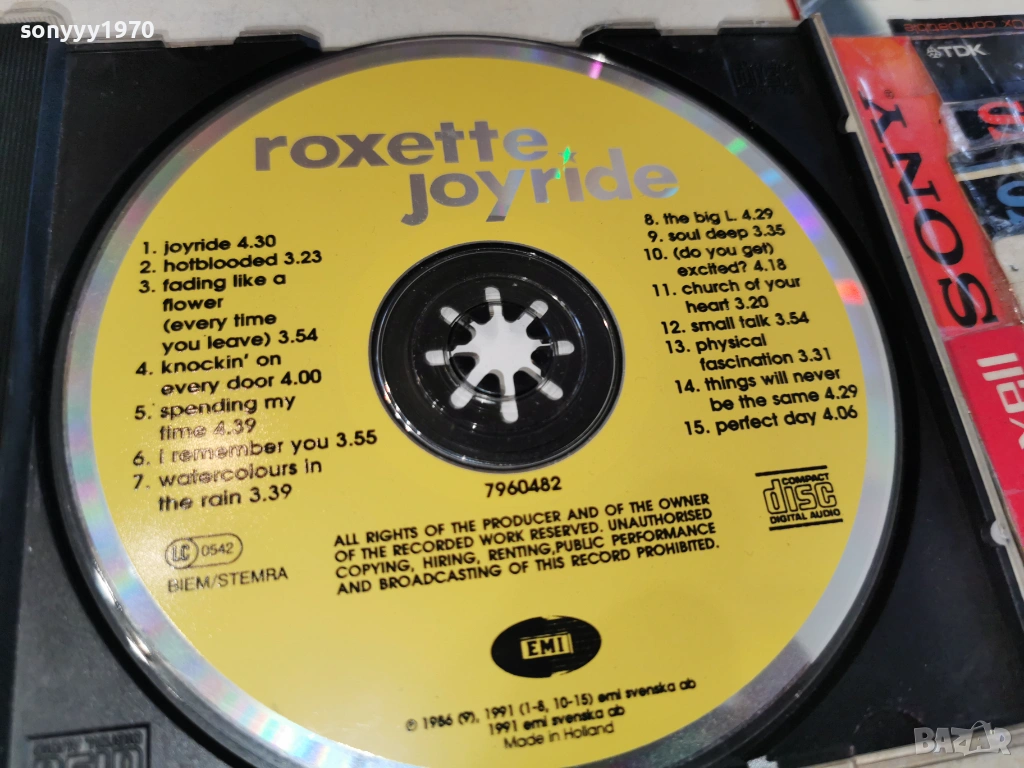 sonyyy1970
roxette
joyride
1. joyride 4.30
2. hotblooded 3.23
3. fading like a
flower
(every time
you leave) 3.54
4. knockin' on
every door 4.00
5. spending my
time 4.39
6. I remember you 3.55
7. watercolours in
the rain 3.39
8. the big L. 4.29
9. soul deep 3.35
10. (do you get)
excited? 4.18
11. church of your
heart 3.20
12. small talk 3.54
13. physical
fascination 3.31
14. things will never
be the same 4.29
15. perfect day 4.06
7960482
COMPACT
disc
DIGITAL AUDIO
LC 0542
BIEM/STEMRA
ALL RIGHTS OF THE PRODUCER AND OF THE OWNER
OF THE RECORDED WORK RESERVED. UNAUTHORISED
COPYING, HIRING, RENTING,PUBLIC PERFORMANCE
AND BROADCASTING OF THIS RECORD PROHIBITED.
EMI
℗ 1986 (9), 1991 (1-8, 10-15) emi svenska ab
1991 emi svenska ab
Made in Holland
TDK
SONY
BAZAR